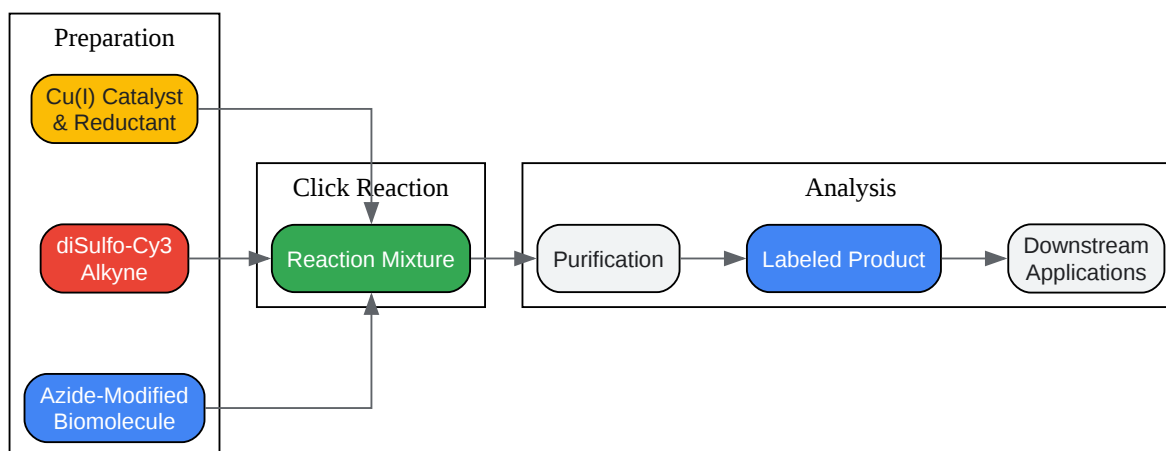 Preparation
Cu(I) Catalyst
& Reductant
diSulfo-Cy3
Alkyne
Azide-Modified
Biomolecule
Click Reaction
Reaction Mixture
Analysis
Purification
Labeled Product
Downstream
Applications